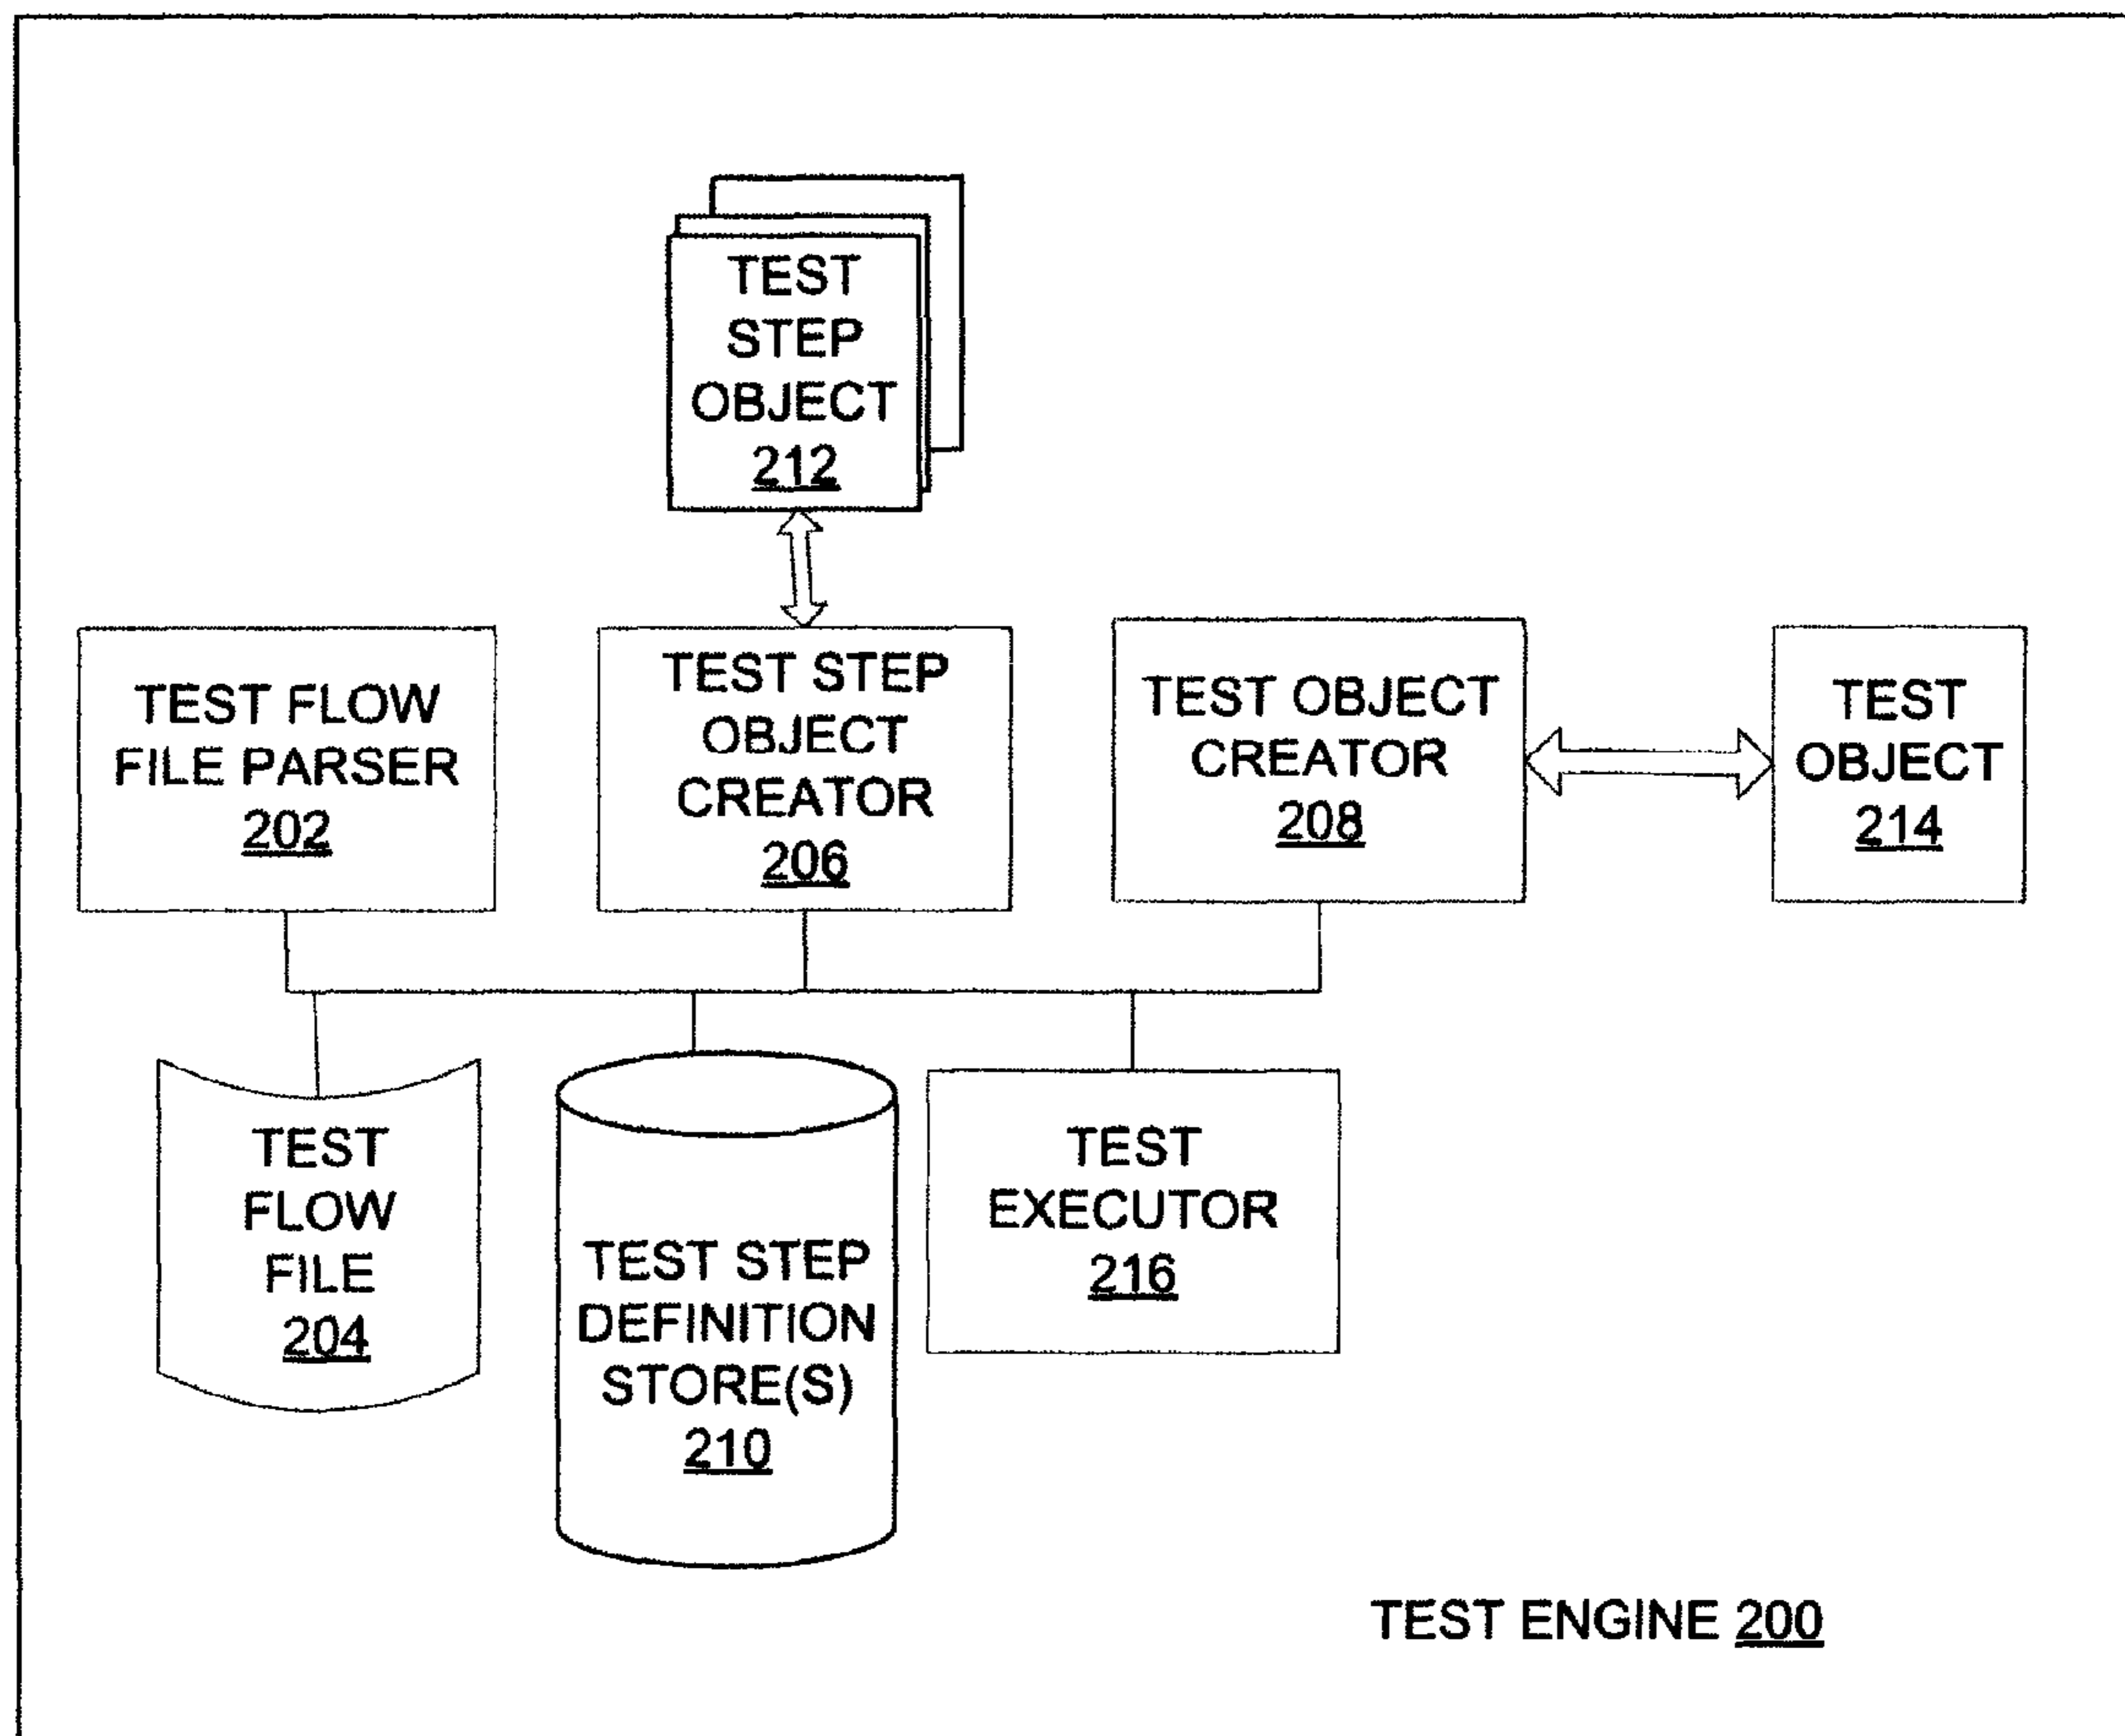 TEST
STEP
OBJECT
212
TEST FLOW
FILE PARSER
202
TEST STEP
OBJECT
CREATOR
206
TEST OBJECT
CREATOR
208
TEST
OBJECT
214
TEST
FLOW
FILE
204
TEST STEP
DEFINITION
STORE(S)
210
TEST
EXECUTOR
216
TEST ENGINE 200